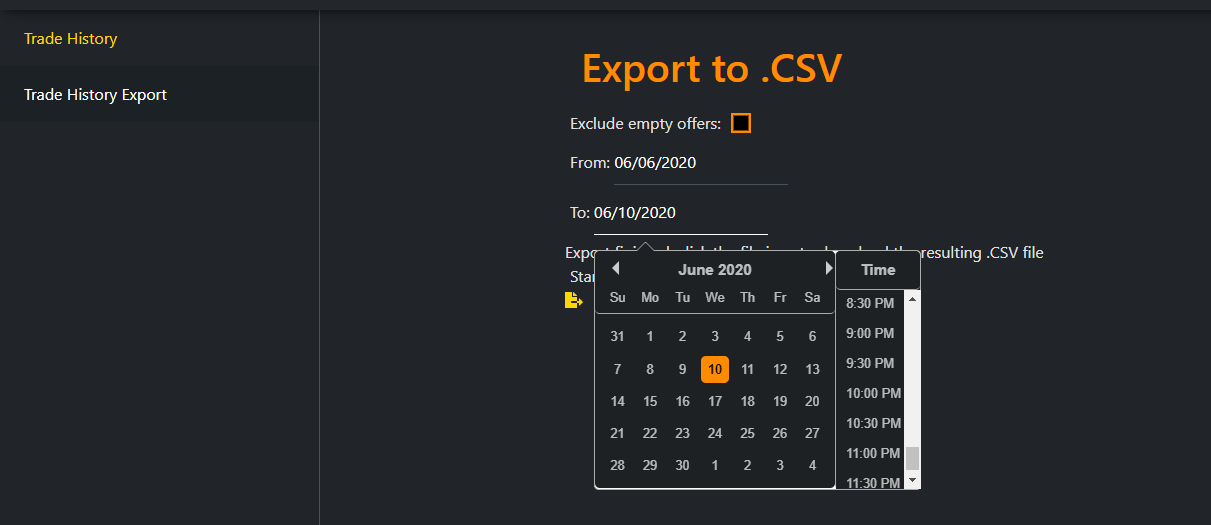 Trade History
Trade History Export
Export to .CSV
Exclude empty offers:
From: 06/06/2020
To: 06/10/2020
resulting .CSV file
June 2020
Su Mo Tu We Th Fr Sa
31 1 2 3 4 5 6
7 8 9 10 11 12 13
14 15 16 17 18 19 20
21 22 23 24 25 26 27
28 29 30 1 2 3 4
Time
8:30 PM
9:00 PM
9:30 PM
10:00 PM
10:30 PM
11:00 PM
11:30 PM